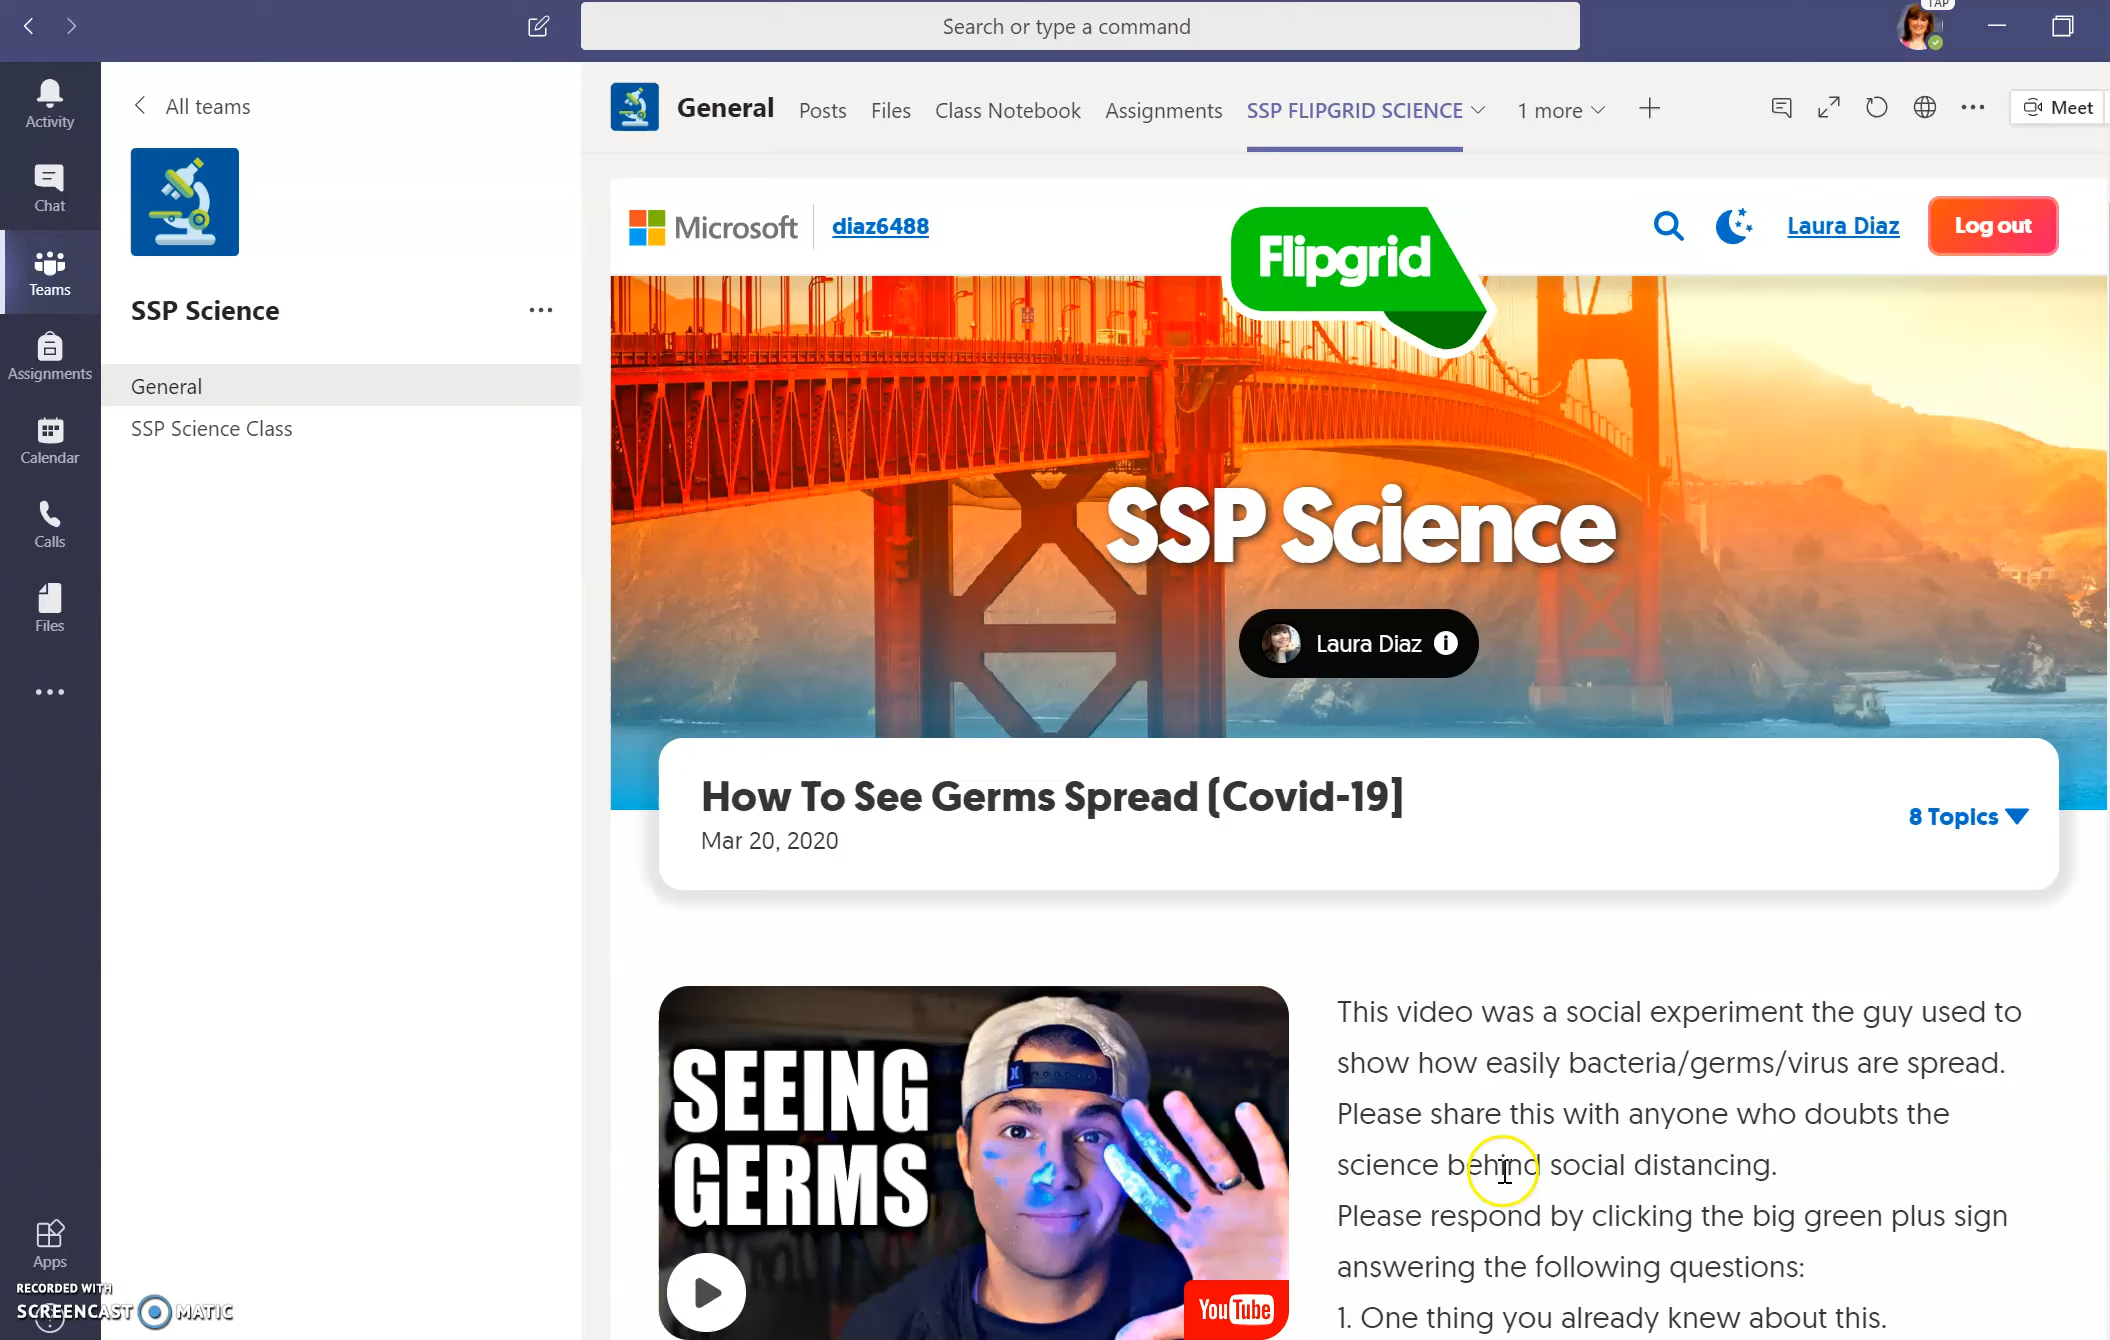 Search or type a command
TAP
Activity
Chat
Teams
Assignments
Calendar
Calls
Files
Apps
All teams
SSP Science
General
SSP Science Class
General
Posts
Files
Class Notebook
Assignments
SSP FLIPGRID SCIENCE
1 more
Meet
Microsoft
diaz6488
Flipgrid
Laura Diaz
Log out
SSP Science
Laura Diaz
How To See Germs Spread (Covid-19)
Mar 20, 2020
8 Topics
SEEING
GERMS
YouTube
This video was a social experiment the guy used to
show how easily bacteria/germs/virus are spread.
Please share this with anyone who doubts the
science behind social distancing.
Please respond by clicking the big green plus sign
answering the following questions:
1. One thing you already knew about this.
RECORDED WITH
SCREENCAST MATIC